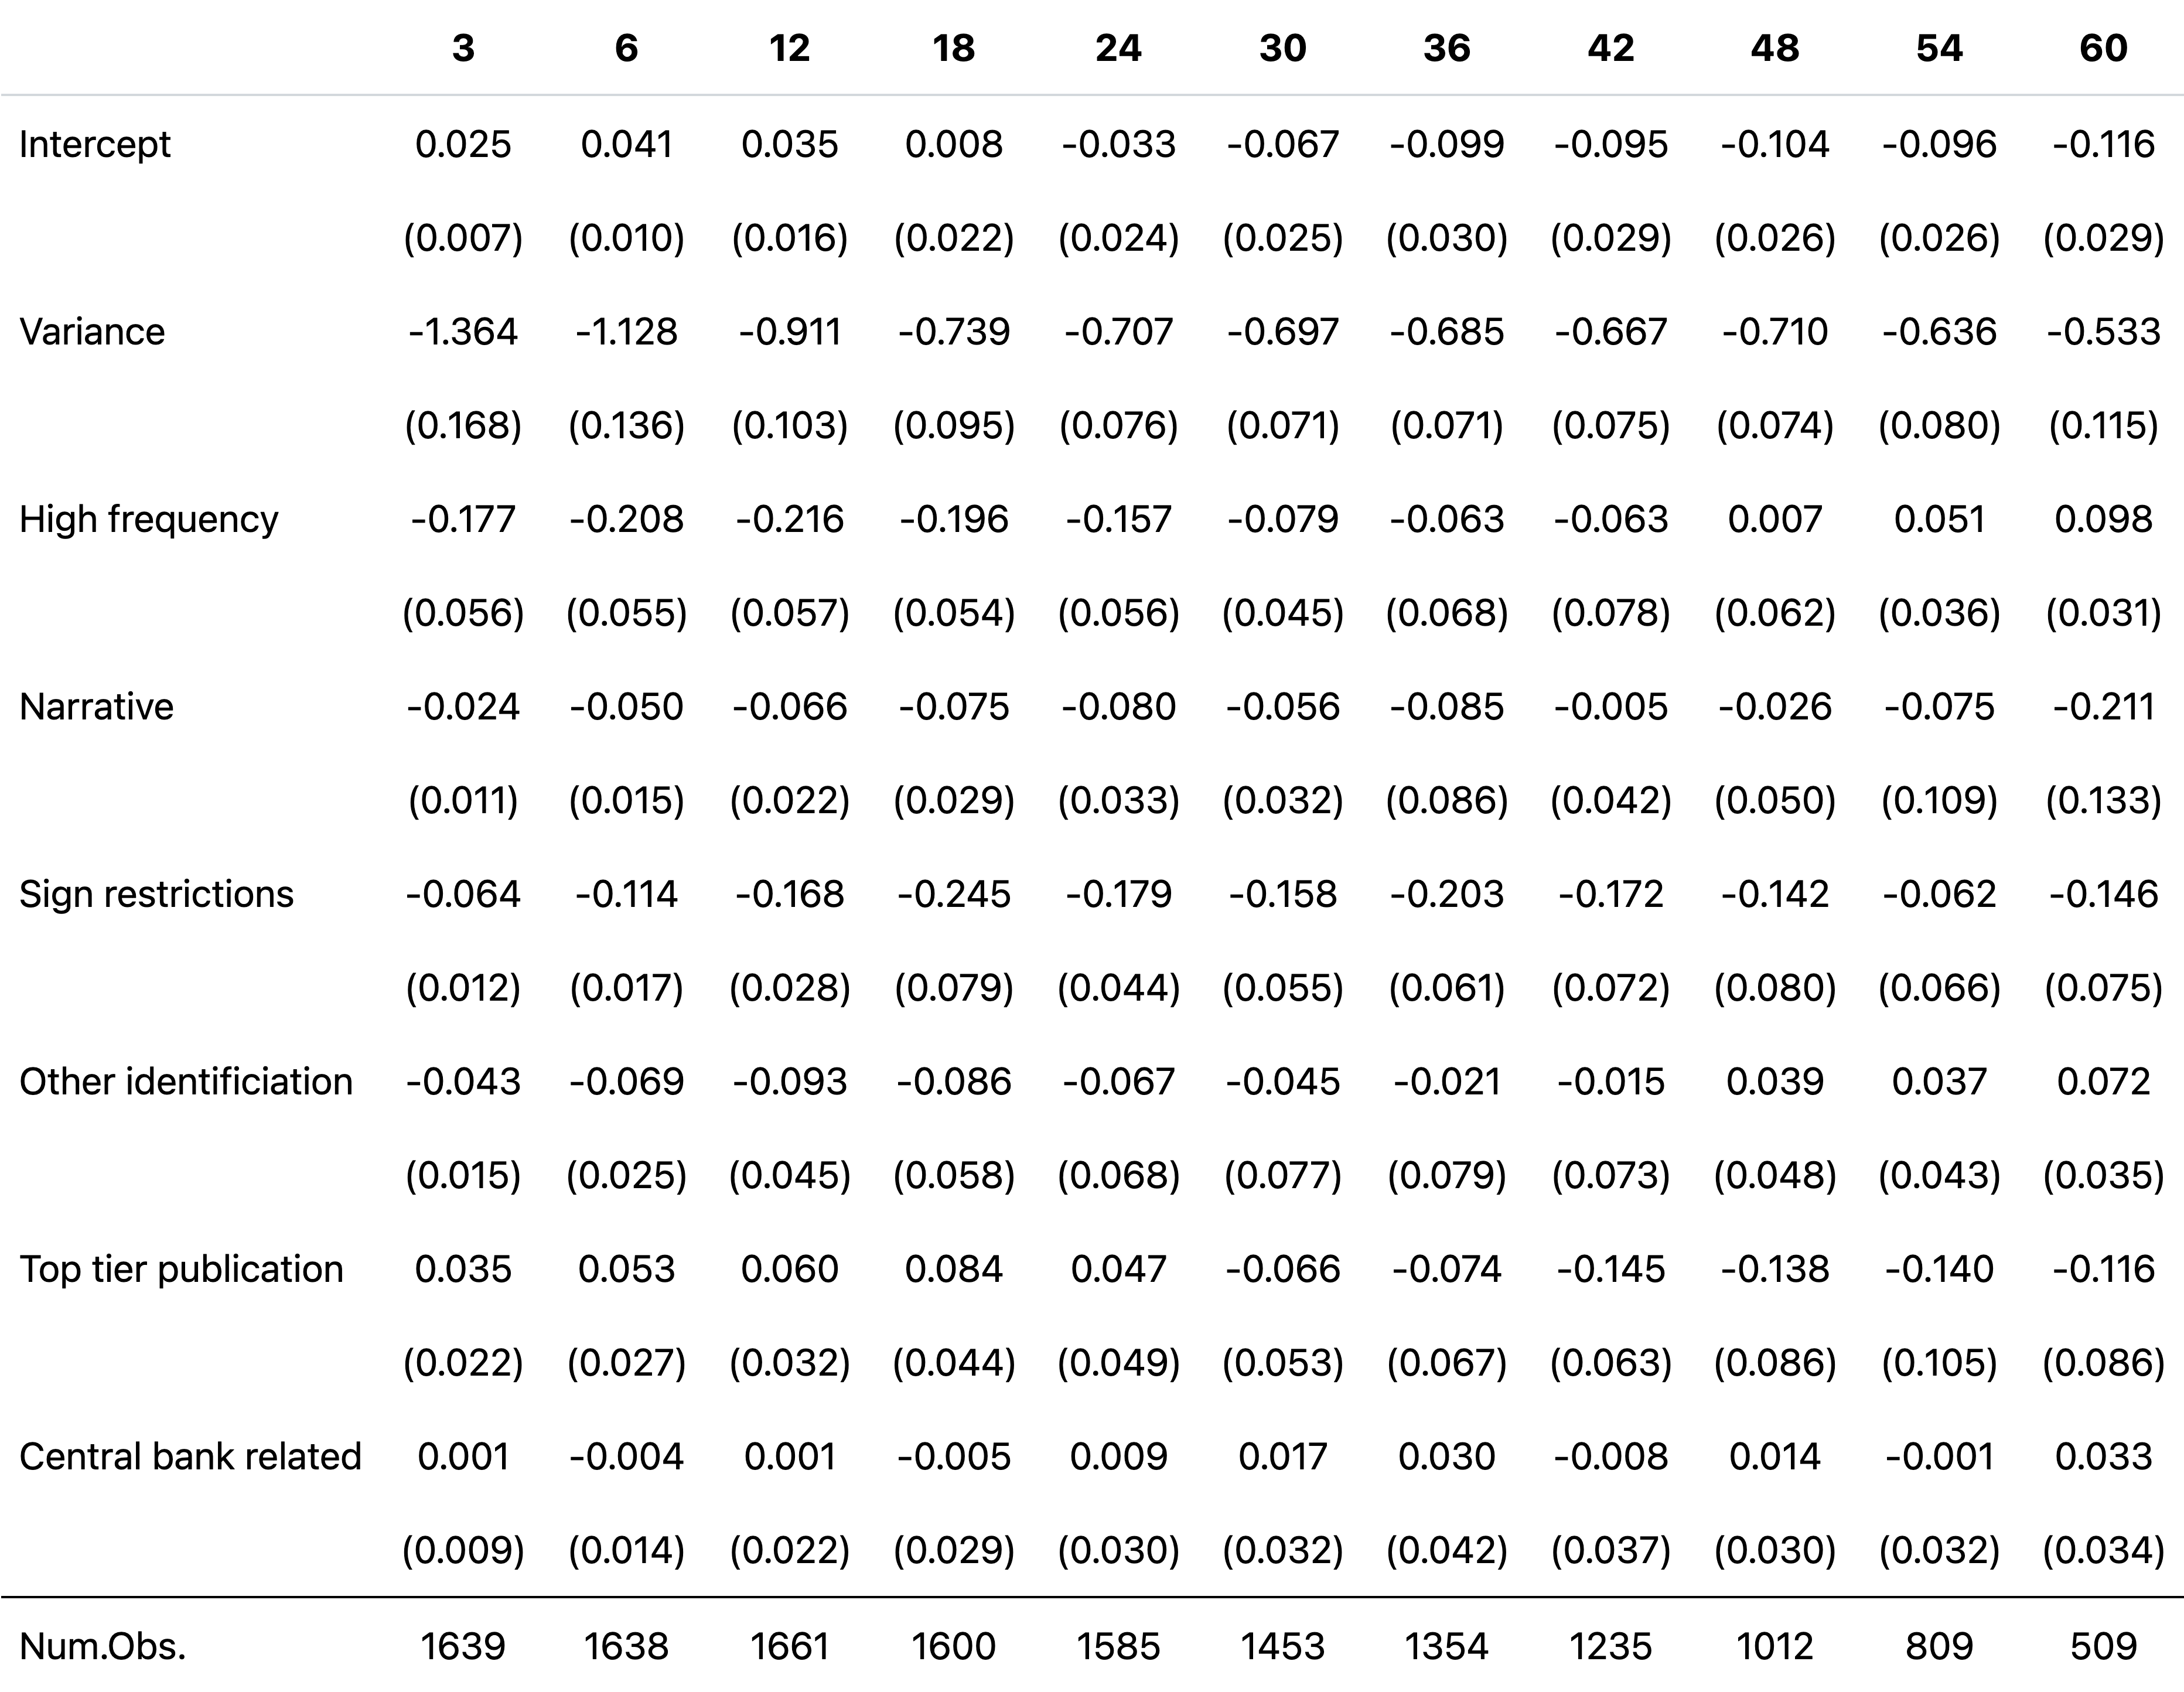 3 6 12 18 24 30 36 42 48 54 60
Intercept 0.025 0.041 0.035 0.008 -0.033 -0.067 -0.099 -0.095 -0.104 -0.096 -0.116
(0.007) (0.010) (0.016) (0.022) (0.024) (0.025) (0.030) (0.029) (0.026) (0.026) (0.029)
Variance -1.364 -1.128 -0.911 -0.739 -0.707 -0.697 -0.685 -0.667 -0.710 -0.636 -0.533
(0.168) (0.136) (0.103) (0.095) (0.076) (0.071) (0.071) (0.075) (0.074) (0.080) (0.115)
High frequency -0.177 -0.208 -0.216 -0.196 -0.157 -0.079 -0.063 -0.063 0.007 0.051 0.098
(0.056) (0.055) (0.057) (0.054) (0.056) (0.045) (0.068) (0.078) (0.062) (0.036) (0.031)
Narrative -0.024 -0.050 -0.066 -0.075 -0.080 -0.056 -0.085 -0.005 -0.026 -0.075 -0.211
(0.011) (0.015) (0.022) (0.029) (0.033) (0.032) (0.086) (0.042) (0.050) (0.109) (0.133)
Sign restrictions -0.064 -0.114 -0.168 -0.245 -0.179 -0.158 -0.203 -0.172 -0.142 -0.062 -0.146
(0.012) (0.017) (0.028) (0.079) (0.044) (0.055) (0.061) (0.072) (0.080) (0.066) (0.075)
Other identificiation -0.043 -0.069 -0.093 -0.086 -0.067 -0.045 -0.021 -0.015 0.039 0.037 0.072
(0.015) (0.025) (0.045) (0.058) (0.068) (0.077) (0.079) (0.073) (0.048) (0.043) (0.035)
Top tier publication 0.035 0.053 0.060 0.084 0.047 -0.066 -0.074 -0.145 -0.138 -0.140 -0.116
(0.022) (0.027) (0.032) (0.044) (0.049) (0.053) (0.067) (0.063) (0.086) (0.105) (0.086)
Central bank related 0.001 -0.004 0.001 -0.005 0.009 0.017 0.030 -0.008 0.014 -0.001 0.033
(0.009) (0.014) (0.022) (0.029) (0.030) (0.032) (0.042) (0.037) (0.030) (0.032) (0.034)
Num.Obs. 1639 1638 1661 1600 1585 1453 1354 1235 1012 809 509